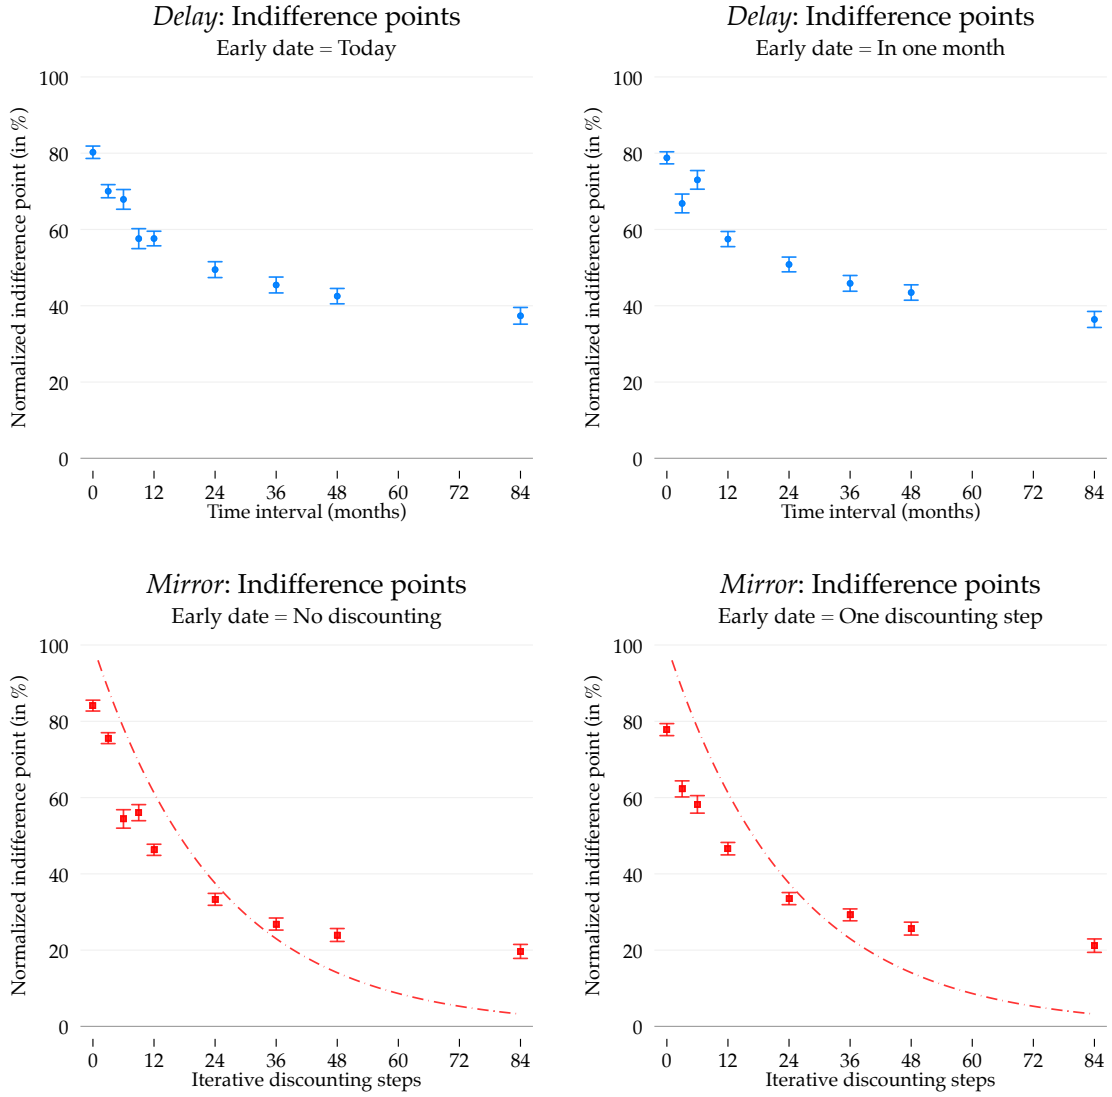 Delay: Indifference points
Early date = Today
Normalized indifference point (in %)
100
80
60
40
20
0
0 12 24 36 48 60 72 84
Time interval (months)
Delay: Indifference points
Early date = In one month
Normalized indifference point (in %)
100
80
60
40
20
0
0 12 24 36 48 60 72 84
Time interval (months)
Mirror: Indifference points
Early date = No discounting
Normalized indifference point (in %)
100
80
60
40
20
0
0 12 24 36 48 60 72 84
Iterative discounting steps
Mirror: Indifference points
Early date = One discounting step
Normalized indifference point (in %)
100
80
60
40
20
0
0 12 24 36 48 60 72 84
Iterative discounting steps